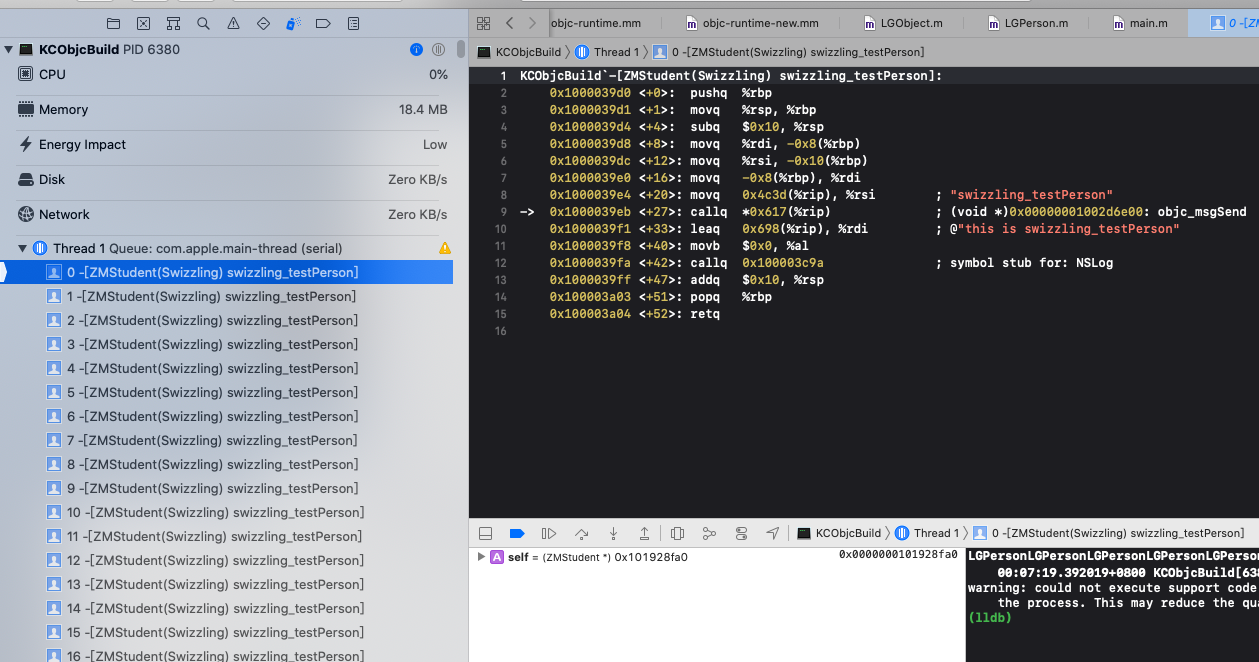 objc-runtime.mm
objc-runtime-new.mm
LGObject.m
LGPerson.m
main.m
KCObjcBuild PID 6380
CPU 0%
Memory 18.4 MB
Energy Impact Low
Disk Zero KB/s
Network Zero KB/s
Thread 1 Queue: com.apple.main-thread (serial)
0 -[ZMStudent(Swizzling) swizzling_testPerson]
1 -[ZMStudent(Swizzling) swizzling_testPerson]
2 -[ZMStudent(Swizzling) swizzling_testPerson]
3 -[ZMStudent(Swizzling) swizzling_testPerson]
4 -[ZMStudent(Swizzling) swizzling_testPerson]
5 -[ZMStudent(Swizzling) swizzling_testPerson]
6 -[ZMStudent(Swizzling) swizzling_testPerson]
7 -[ZMStudent(Swizzling) swizzling_testPerson]
8 -[ZMStudent(Swizzling) swizzling_testPerson]
9 -[ZMStudent(Swizzling) swizzling_testPerson]
10 -[ZMStudent(Swizzling) swizzling_testPerson]
11 -[ZMStudent(Swizzling) swizzling_testPerson]
12 -[ZMStudent(Swizzling) swizzling_testPerson]
13 -[ZMStudent(Swizzling) swizzling_testPerson]
14 -[ZMStudent(Swizzling) swizzling_testPerson]
15 -[ZMStudent(Swizzling) swizzling_testPerson]
16 -[ZMStudent(Swizzling) swizzling_testPerson]
KCObjcBuild 〉 Thread 1 〉 0 -[ZMStudent(Swizzling) swizzling_testPerson]
1 KCObjcBuild`-[ZMStudent(Swizzling) swizzling_testPerson]:
2 0x1000039d0 <+0>: pushq %rbp
3 0x1000039d1 <+1>: movq %rsp, %rbp
4 0x1000039d4 <+4>: subq $0x10, %rsp
5 0x1000039d8 <+8>: movq %rdi, -0x8(%rbp)
6 0x1000039dc <+12>: movq %rsi, -0x10(%rbp)
7 0x1000039e0 <+16>: movq -0x8(%rbp), %rdi
8 0x1000039e4 <+20>: movq 0x4c3d(%rip), %rsi ; "swizzling_testPerson"
9 -> 0x1000039eb <+27>: callq *0x617(%rip) ; (void *)0x00000001002d6e00: objc_msgSend
10 0x1000039f1 <+33>: leaq 0x698(%rip), %rdi ; @"this is swizzling_testPerson"
11 0x1000039f8 <+40>: movb $0x0, %al
12 0x1000039fa <+42>: callq 0x100003c9a ; symbol stub for: NSLog
13 0x1000039ff <+47>: addq $0x10, %rsp
14 0x100003a03 <+51>: popq %rbp
15 0x100003a04 <+52>: retq
16
KCObjcBuild 〉 Thread 1 〉 0 -[ZMStudent(Swizzling) swizzling_testPerson]
A self = (ZMStudent *) 0x101928fa0
0x0000000101928fa0
LGPersonLGPersonLGPersonLGPersonLGPerson
00:07:19.392019+0800 KCObjcBuild[638
warning: could not execute support code
the process. This may reduce the qua
(lldb)